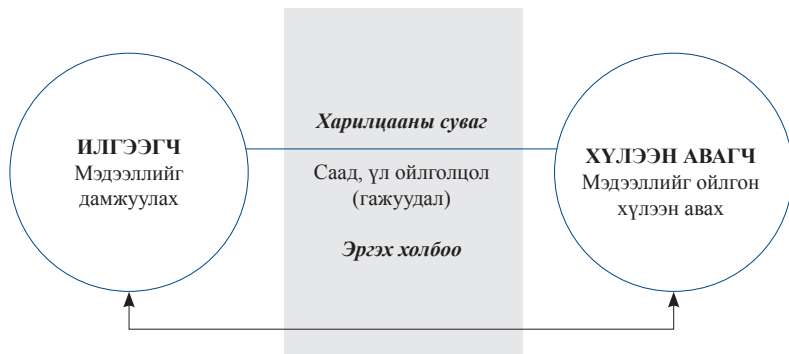 ИЛГЭЭГЧ
Мэдээллийг
дамжуулах
Харилцааны суваг
Саад, үл ойлголцол
(гажуудал)
Эргэх холбоо
ХҮЛЭЭН АВАГЧ
Мэдээллийг ойлгон
хүлээн авах